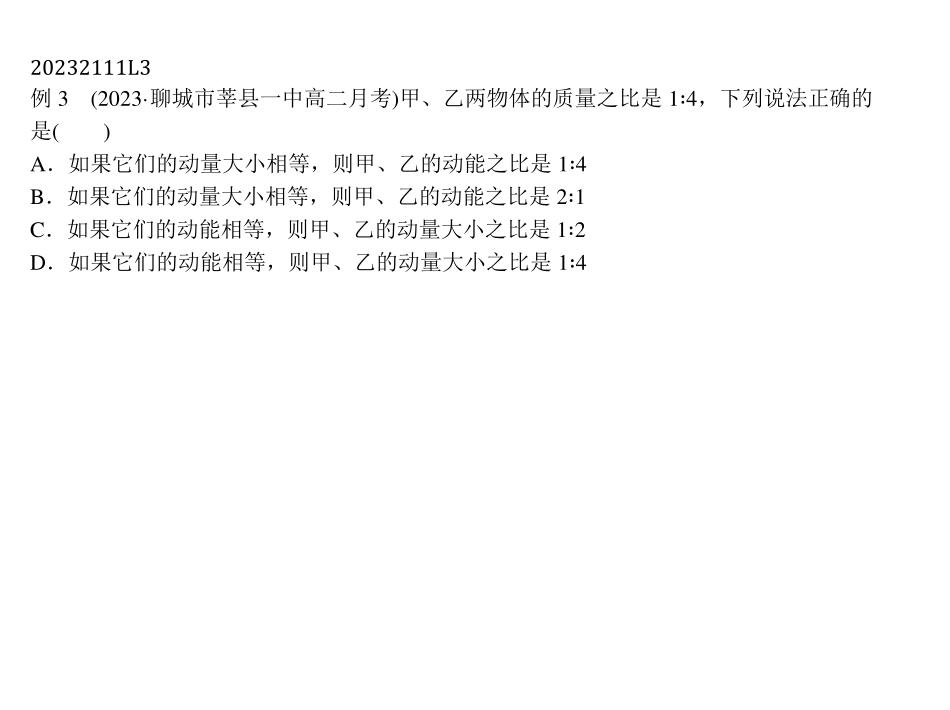 20232111L3
例 3　(2023·聊城市莘县一中高二月考)甲、乙两物体的质量之比是 1∶4，下列说法正确的
是(　　)
A．如果它们的动量大小相等，则甲、乙的动能之比是 1∶4
B．如果它们的动量大小相等，则甲、乙的动能之比是 2∶1
C．如果它们的动能相等，则甲、乙的动量大小之比是 1∶2
D．如果它们的动能相等，则甲、乙的动量大小之比是 1∶4